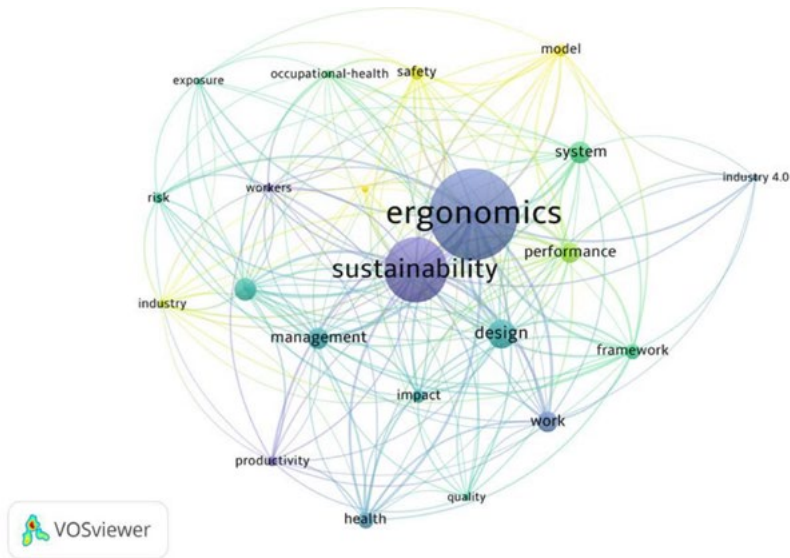 model
safety
occupational-health
exposure
system
industry 4.0
workers
risk
ergonomics
performance
sustainability
industry
management
design
framework
impact
work
productivity
quality
health
VOSviewer